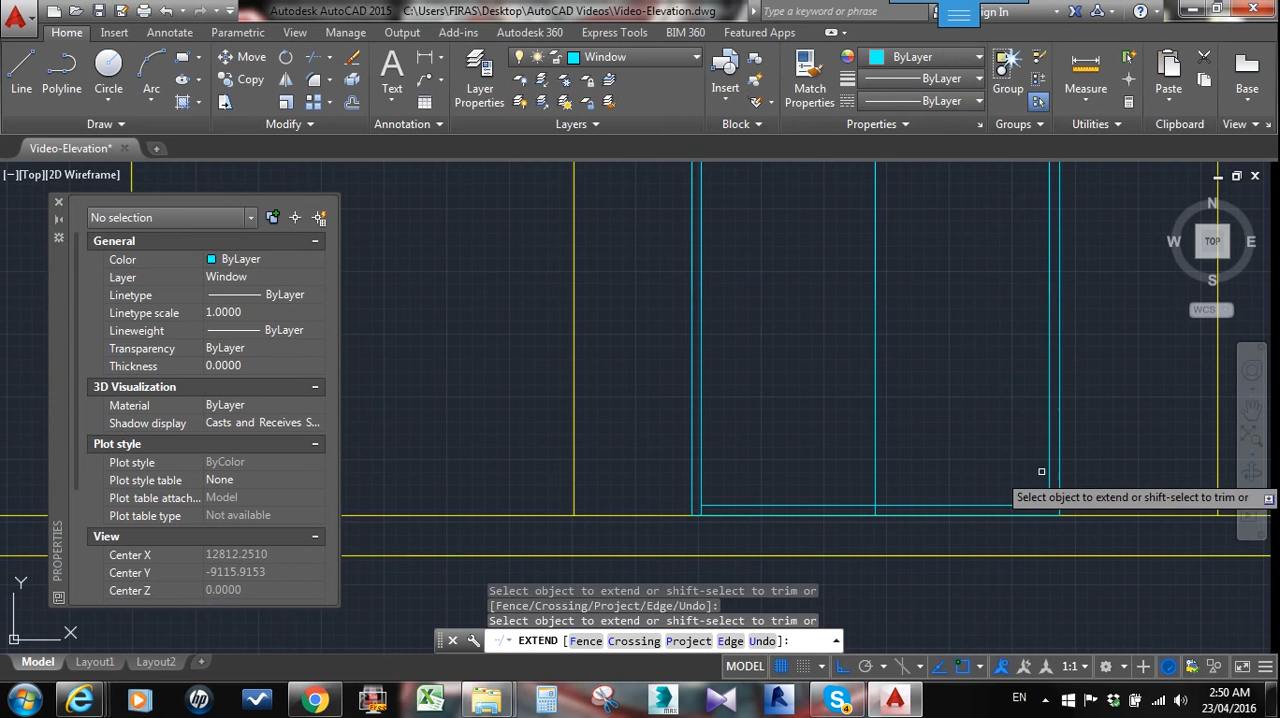 Autodesk AutoCAD 2015 C:\Users\FIRAS\Desktop\AutoCAD Videos\Video-Elevation.dwg
Type a keyword or phrase
Sign In
Home Insert Annotate Parametric View Manage Output Add-ins Autodesk 360 Express Tools BIM 360 Featured Apps
Line Polyline Circle Arc
Move
Copy
Text
Layer
Properties
Window
Insert
Match
Properties
ByLayer
ByLayer
ByLayer
Group
Measure
Paste
Base
Draw Modify Annotation Layers Block Properties Groups Utilities Clipboard View
Video-Elevation*
[−][Top][2D Wireframe]
No selection
General
Color ByLayer
Layer Window
Linetype ByLayer
Linetype scale 1.0000
Lineweight ByLayer
Transparency ByLayer
Thickness 0.0000
3D Visualization
Material ByLayer
Shadow display Casts and Receives S...
Plot style
Plot style ByColor
Plot style table None
Plot table attach... Model
Plot table type Not available
View
Center X 12812.2510
Center Y -9115.9153
Center Z 0.0000
PROPERTIES
N
W TOP E
S
WCS
Select object to extend or shift-select to trim or
Y
X
Select object to extend or shift-select to trim or
[Fence/Crossing/Project/Edge/Undo]:
Select object to extend or shift-select to trim or
EXTEND [Fence Crossing Project Edge Undo]:
Model Layout1 Layout2 +
MODEL 1:1
EN
2:50 AM
23/04/2016